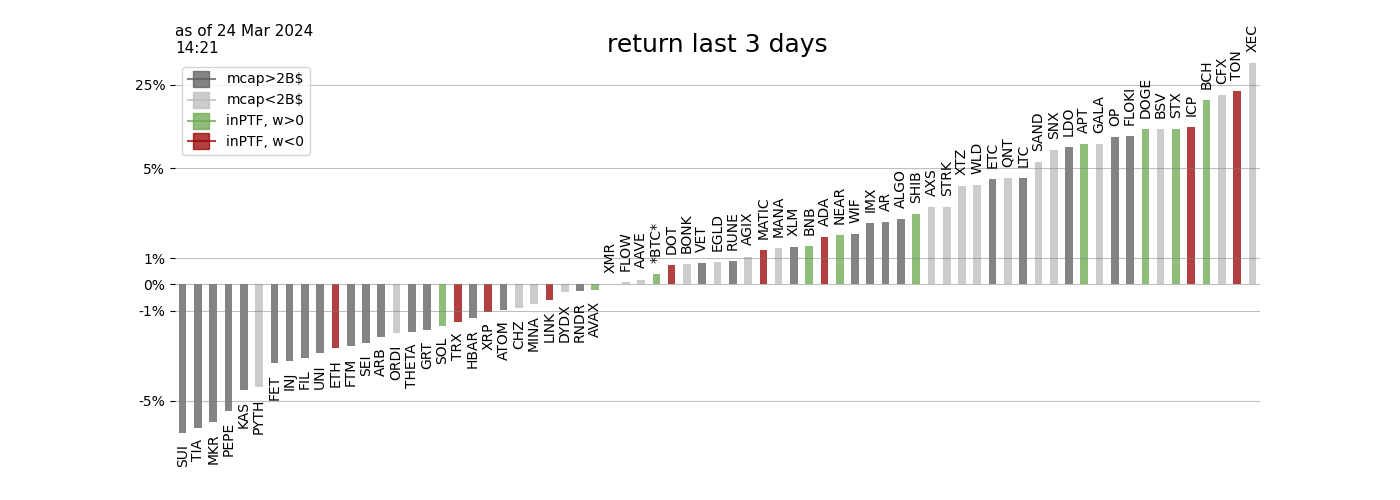 as of 24 Mar 2024
14:21
return last 3 days
mcap>2B$
mcap<2B$
inPTF, w>0
inPTF, w<0
25%
5%
1%
0%
-1%
-5%
SUI
TIA
MKR
PEPE
KAS
PYTH
FET
INJ
FIL
UNI
ETH
FTM
SEI
ARB
ORDI
THETA
GRT
SOL
TRX
HBAR
XRP
ATOM
CHZ
MINA
LINK
DYDX
RNDR
AVAX
XMR
FLOW
AAVE
*BTC*
DOT
BONK
VET
EGLD
RUNE
AGIX
MATIC
MANA
XLM
BNB
ADA
NEAR
WIF
IMX
AR
ALGO
SHIB
AXS
STRK
XTZ
WLD
ETC
QNT
LTC
SAND
SNX
LDO
APT
GALA
OP
FLOKI
DOGE
BSV
STX
ICP
BCH
CFX
TON
XEC